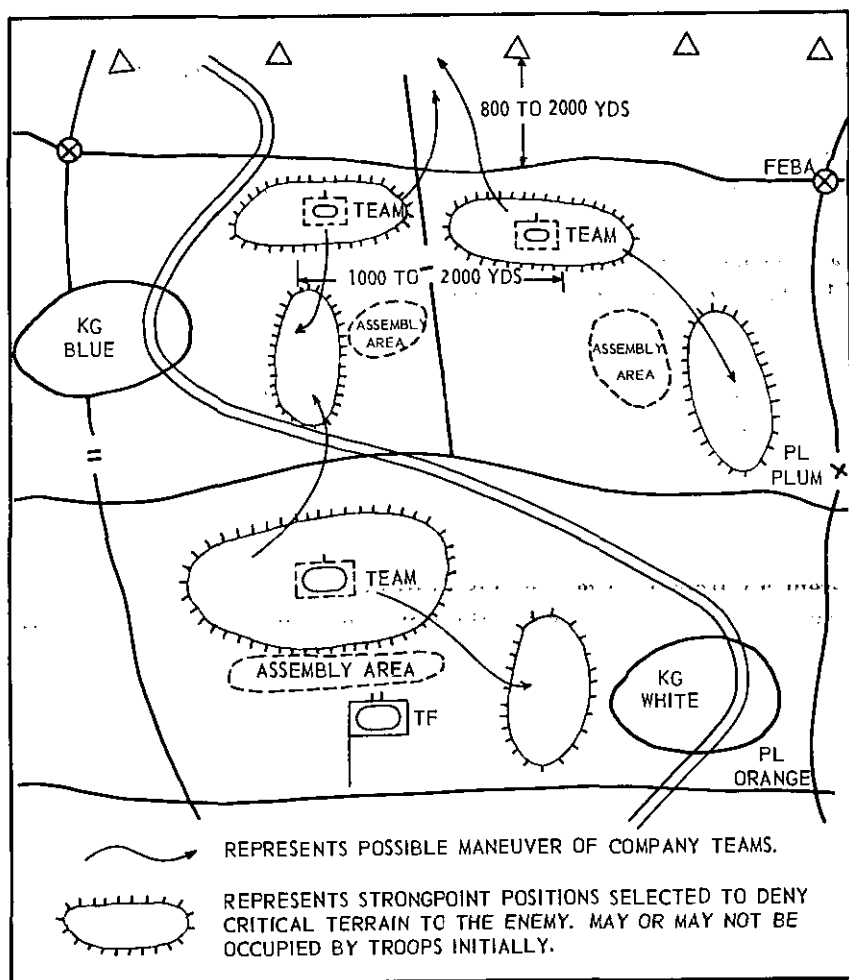 800 TO 2000 YDS
FEBA
TEAM
TEAM
1000 TO 2000 YDS
KG
BLUE
ASSEMBL
AREA
ASSEMBLY
AREA
PL
PLUM
TEAM
ASSEMBLY AREA
KG
WHITE
TF
PL
ORANGE
REPRESENTS POSSIBLE MANEUVER OF COMPANY TEAMS.
REPRESENTS STRONGPOINT POSITIONS SELECTED TO DENY
CRITICAL TERRAIN TO THE ENEMY. MAY OR MAY NOT BE
OCCUPIED BY TROOPS INITIALLY.